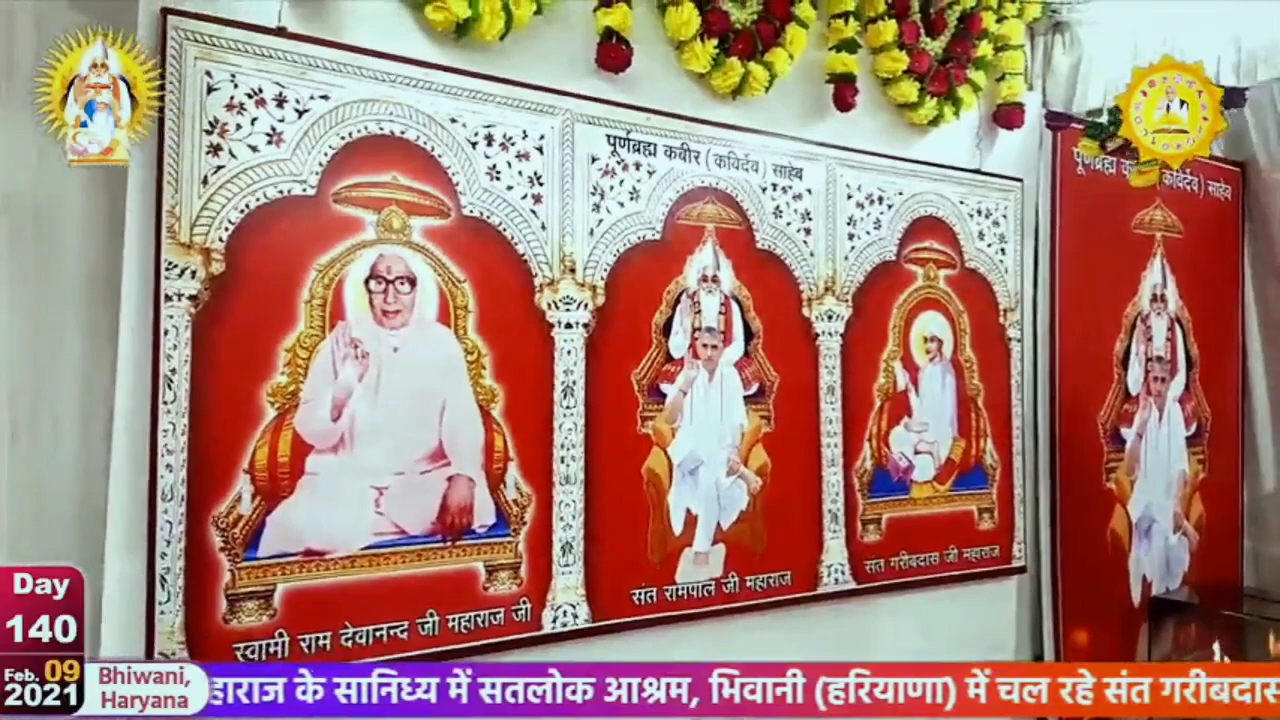 पूर्णब्रह्म कबीर (कविर्देव) साहेब
स्वामी राम देवानन्द जी महाराज जी
संत रामपाल जी महाराज
संत गरीबदास जी महाराज
पूर्णब्रह्म (कविर्देव) साहेब
Day
140
Feb. 09
2021
Bhiwani,
Haryana
हाराज के सानिध्य में सतलोक आश्रम, भिवानी (हरियाणा) में चल रहे संत गरीबदास